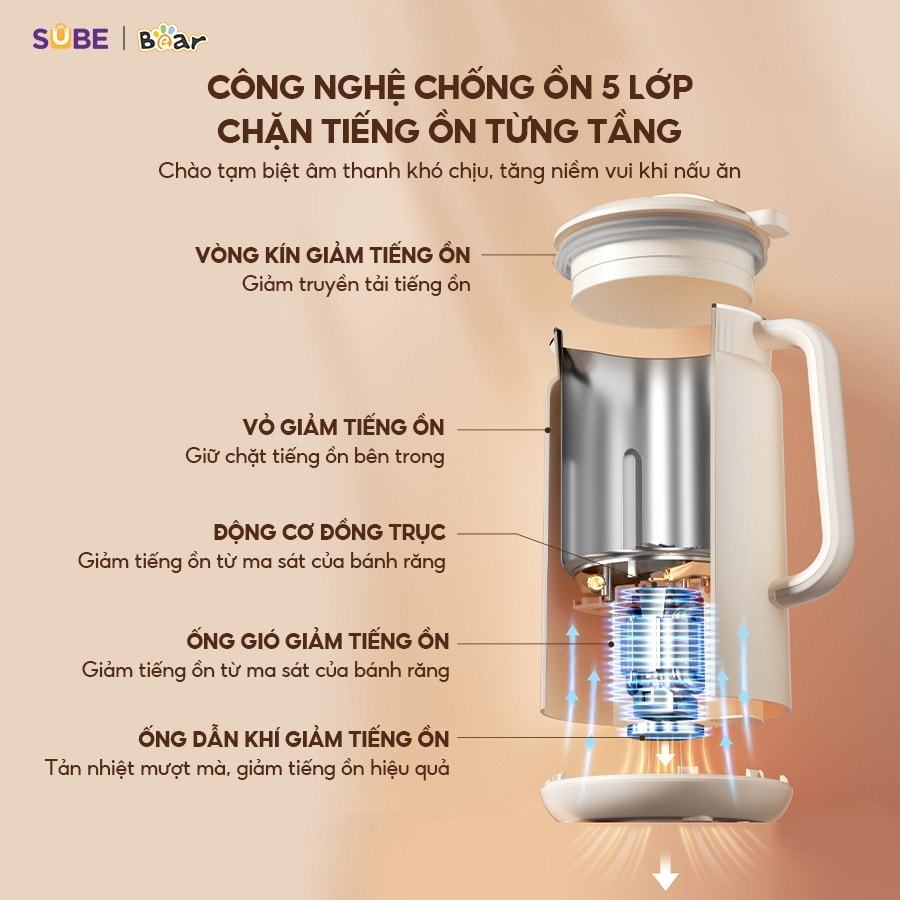 SUBE | Bear
CÔNG NGHỆ CHỐNG ỒN 5 LỚP
CHẶN TIẾNG ỒN TỪNG TẦNG
Chào tạm biệt âm thanh khó chịu, tăng niềm vui khi nấu ăn
VÒNG KÍN GIẢM TIẾNG ỒN
Giảm truyền tải tiếng ồn
VỎ GIẢM TIẾNG ỒN
Giữ chặt tiếng ồn bên trong
ĐỘNG CƠ ĐỒNG TRỤC
Giảm tiếng ồn từ ma sát của bánh răng
ỐNG GIÓ GIẢM TIẾNG ỒN
Giảm tiếng ồn từ ma sát của bánh răng
ỐNG DẪN KHÍ GIẢM TIẾNG ỒN
Tản nhiệt mượt mà, giảm tiếng ồn hiệu quả